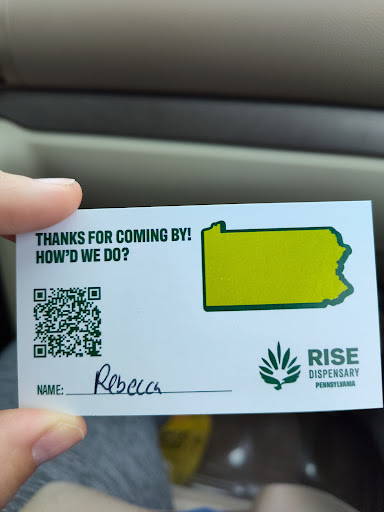 THANKS FOR COMING BY!
HOW'D WE DO?
NAME: Rebecca
RISE
DISPENSARY
PENNSYLVANIA